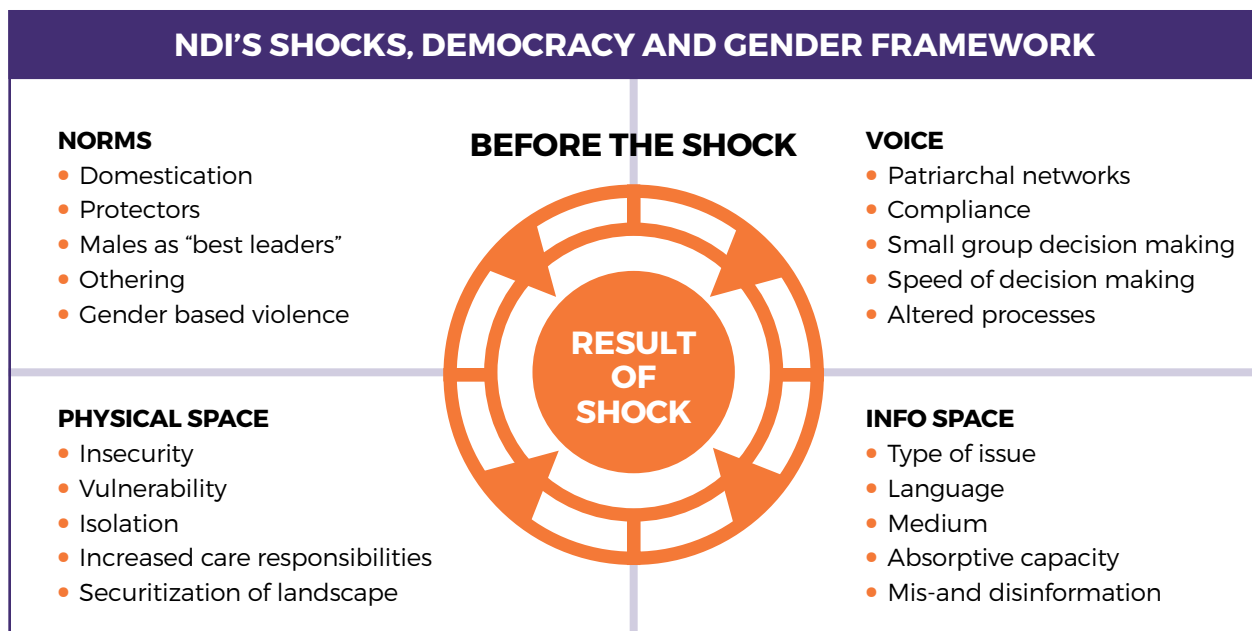 NDI'S SHOCKS, DEMOCRACY AND GENDER FRAMEWORK
BEFORE THE SHOCK
NORMS
• Domestication
• Protectors
• Males as “best leaders”
• Othering
• Gender based violence
VOICE
• Patriarchal networks
• Compliance
• Small group decision making
• Speed of decision making
• Altered processes
RESULT
OF
SHOCK
PHYSICAL SPACE
• Insecurity
• Vulnerability
• Isolation
• Increased care responsibilities
• Securitization of landscape
INFO SPACE
• Type of issue
• Language
• Medium
• Absorptive capacity
• Mis-and disinformation